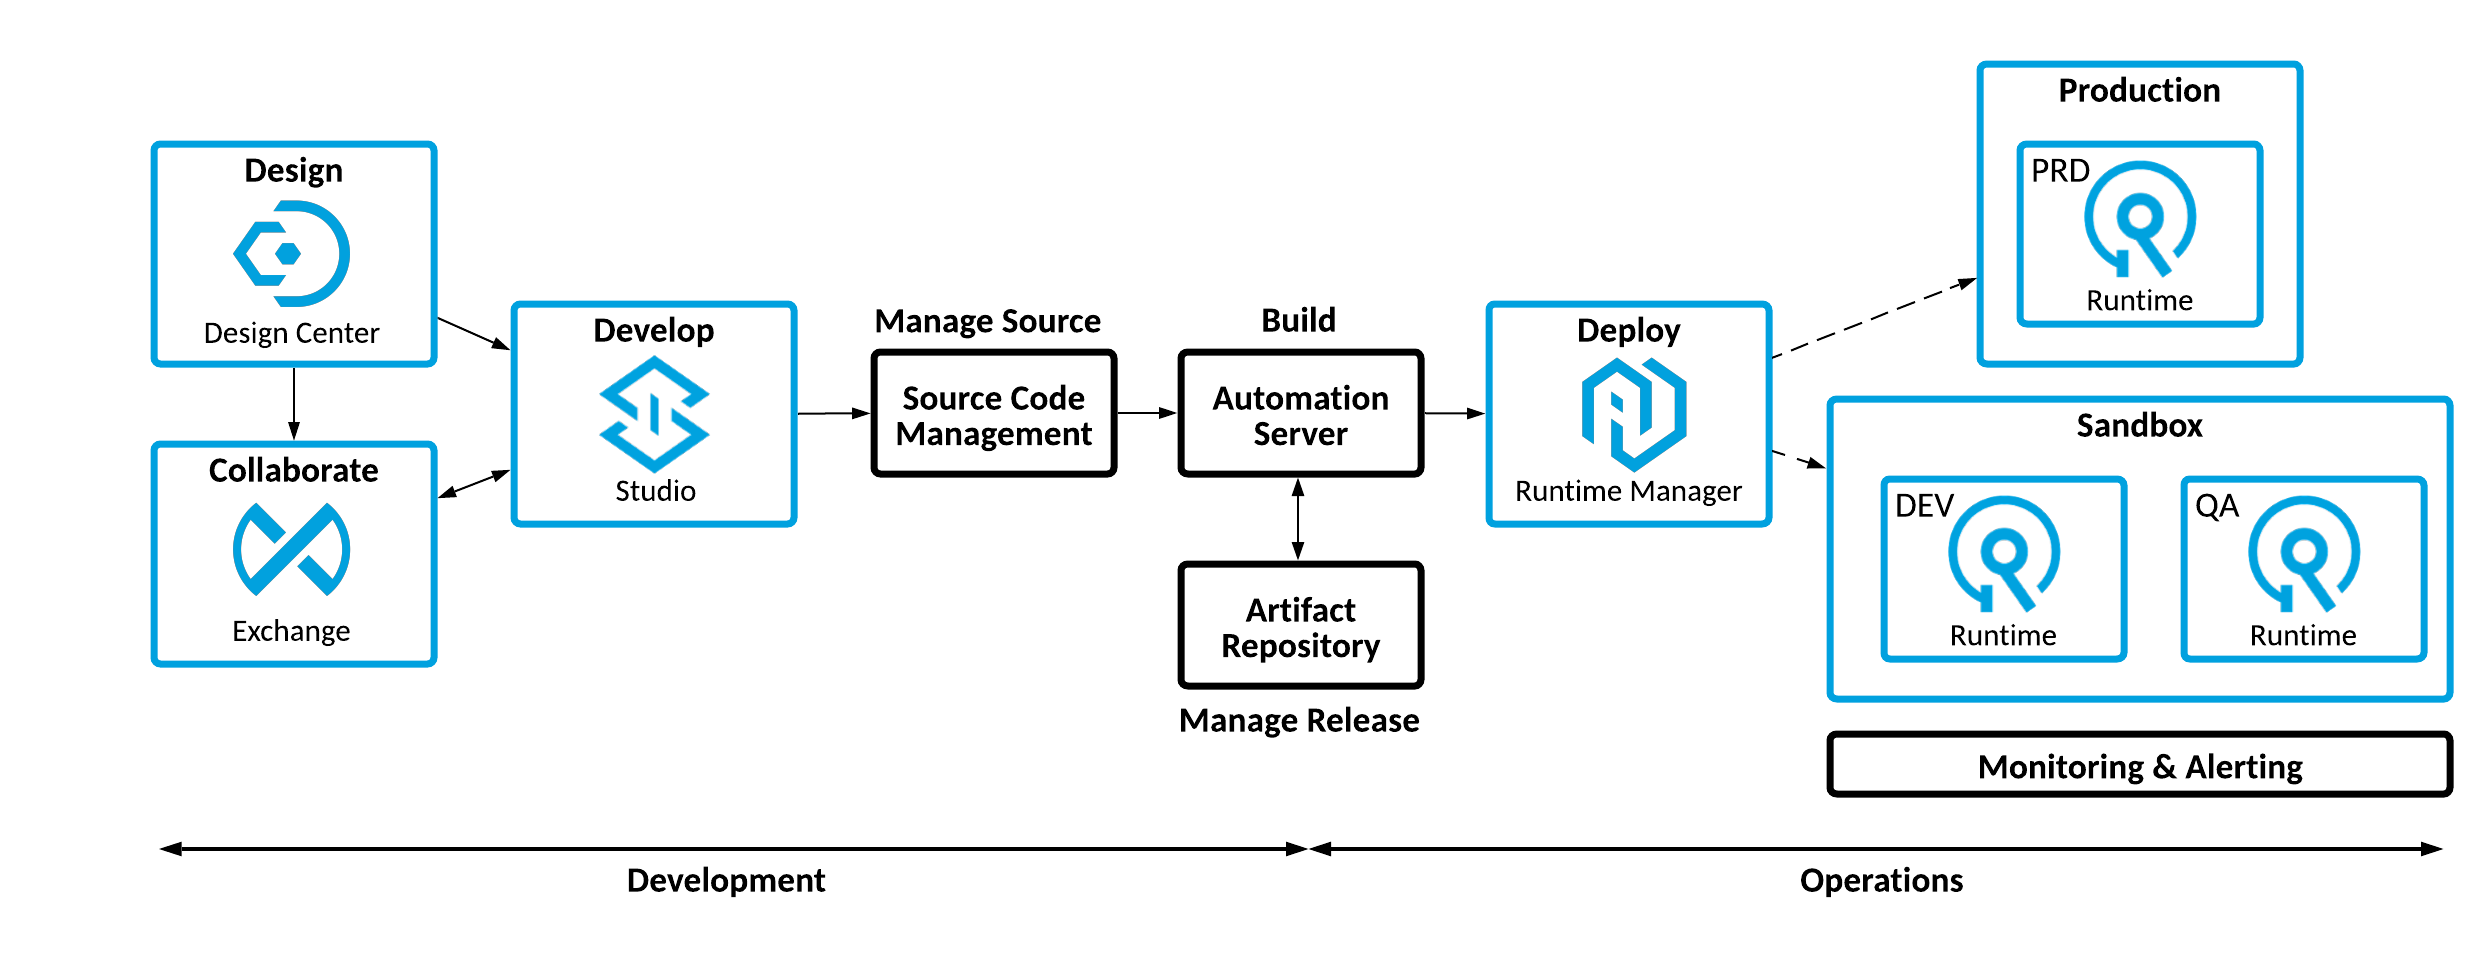 Design
Design Center
Collaborate
Exchange
Develop
Studio
Manage Source
Source Code
Management
Build
Automation
Server
Artifact
Repository
Manage Release
Deploy
Runtime Manager
Production
PRD
Runtime
Sandbox
DEV
Runtime
QA
Runtime
Monitoring & Alerting
Development
Operations